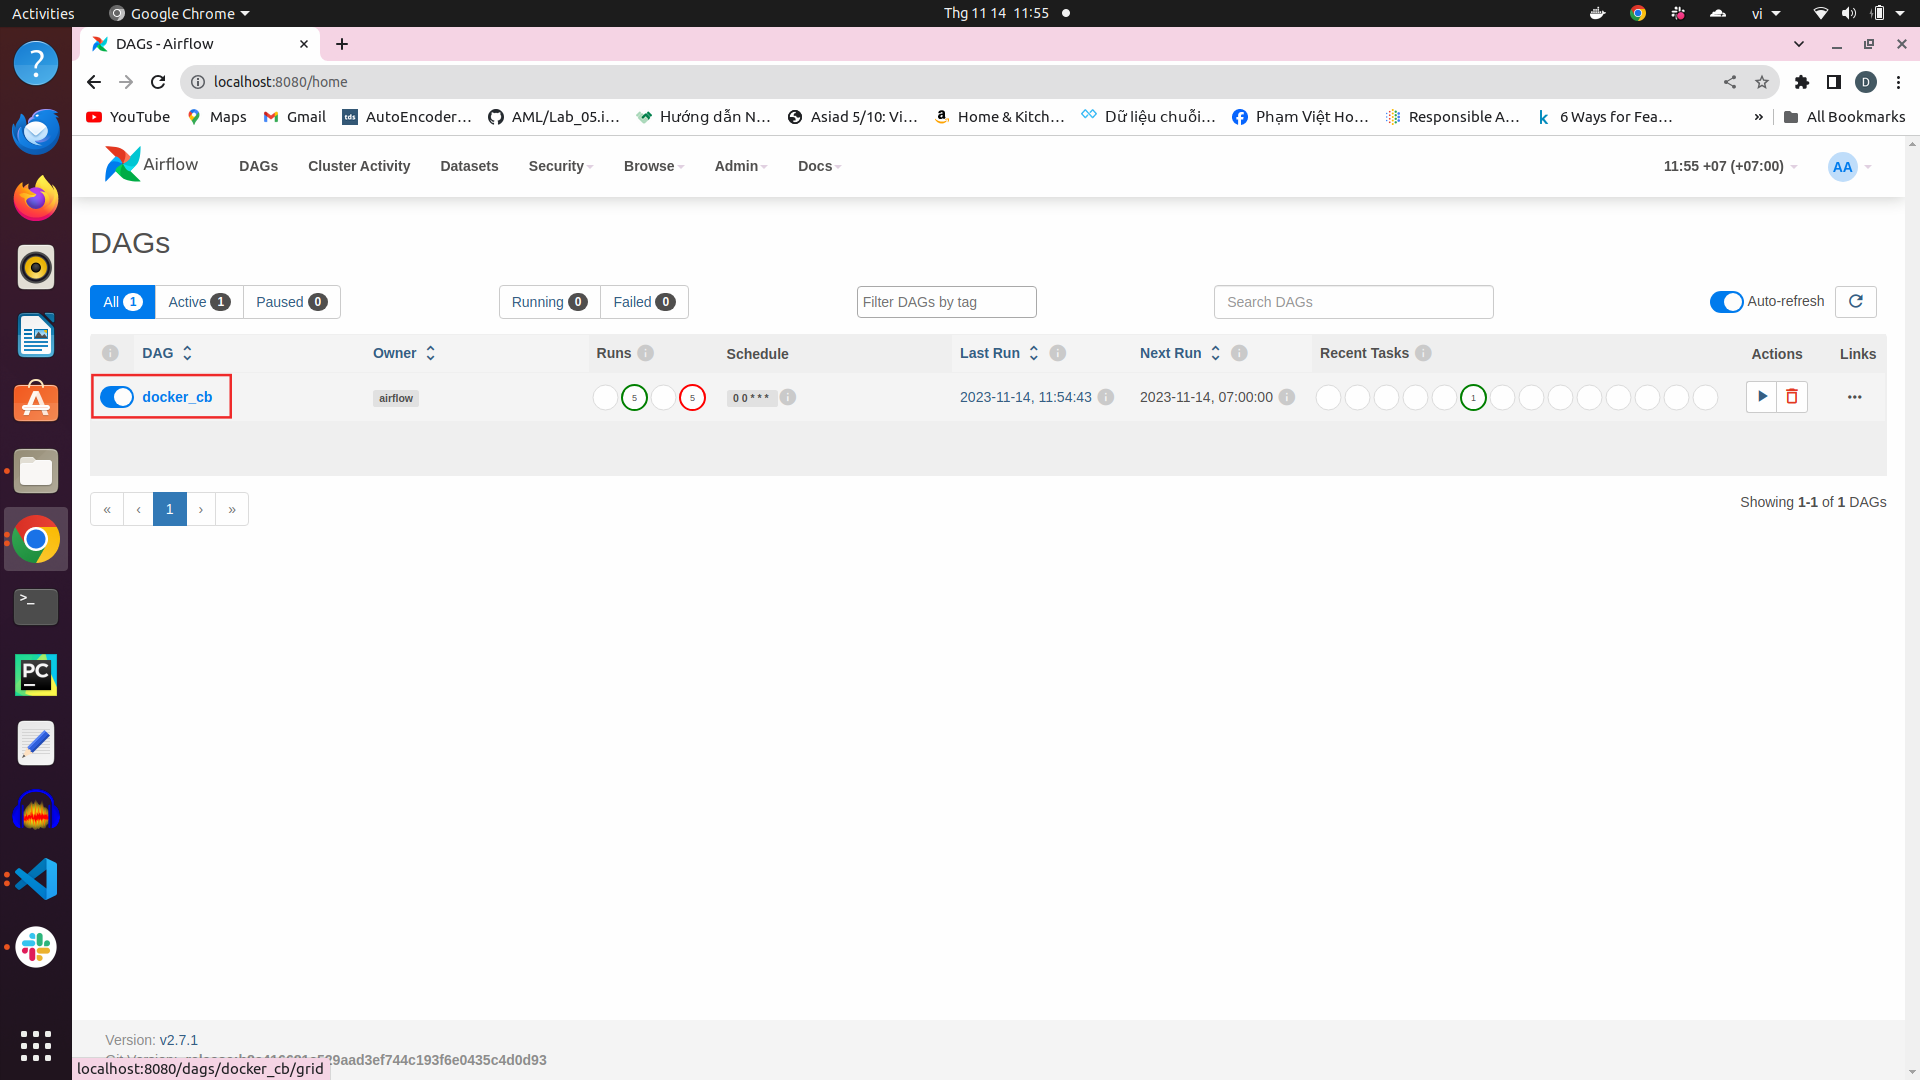 Activities Google Chrome Thg 11 14 11:55 vi
DAGs - Airflow
localhost:8080/home D
YouTube Maps Gmail tds AutoEncoder... AML/Lab_05.i... Hướng dẫn N... Asiad 5/10: Vi... Home & Kitch... Dữ liệu chuỗi... Phạm Việt Ho... Responsible A... k 6 Ways for Fea... » All Bookmarks
Airflow DAGs Cluster Activity Datasets Security Browse Admin Docs 11:55 +07 (+07:00) AA
DAGs
All 1 Active 1 Paused 0 Running 0 Failed 0 Filter DAGs by tag Search DAGs Auto-refresh
DAG Owner Runs Schedule Last Run Next Run Recent Tasks Actions Links
docker_cb airflow 5 5 0 0 * * * 2023-11-14, 11:54:43 2023-11-14, 07:00:00 1
« ‹ 1 › »
Showing 1-1 of 1 DAGs
PC
Version: v2.7.1
29aad3ef744c193f6e0435c4d0d93
localhost:8080/dags/docker_cb/grid